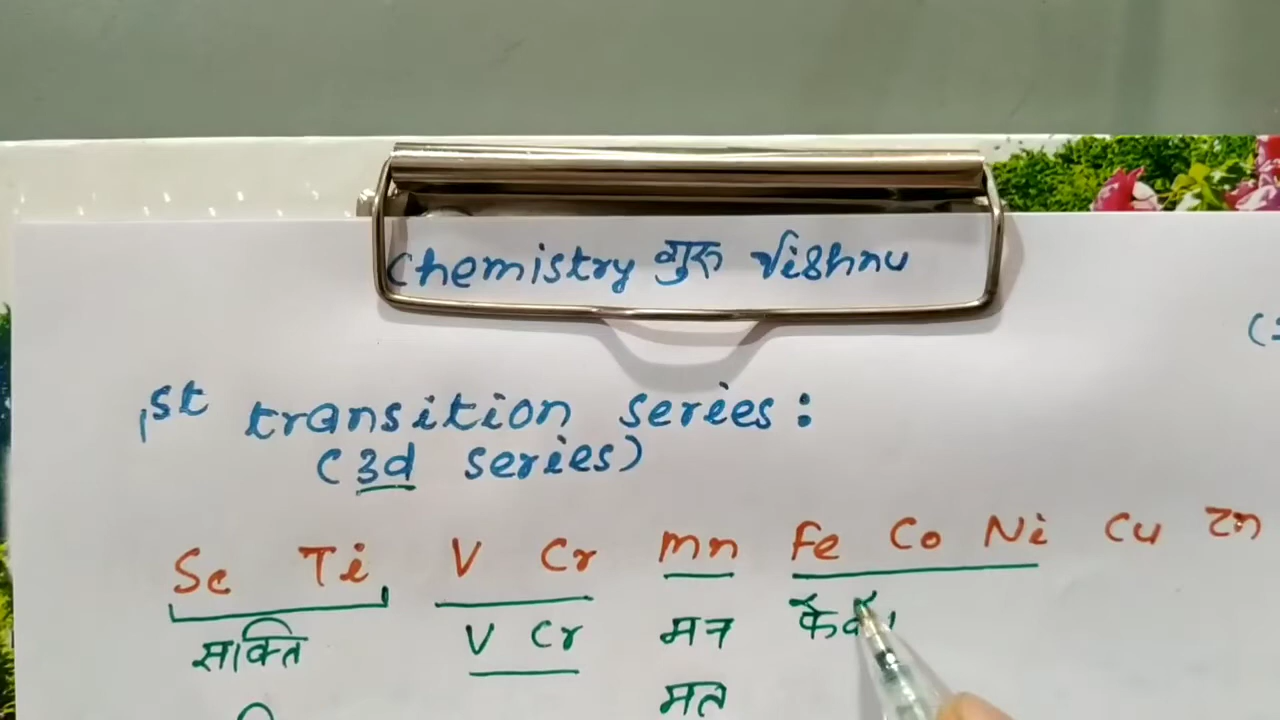 Chemistry गुरु Vishnu
1st transition series:
(3d series)
Sc Ti V Cr Mn Fe Co Ni Cu Zn
साक्ति V Cr मन
मत